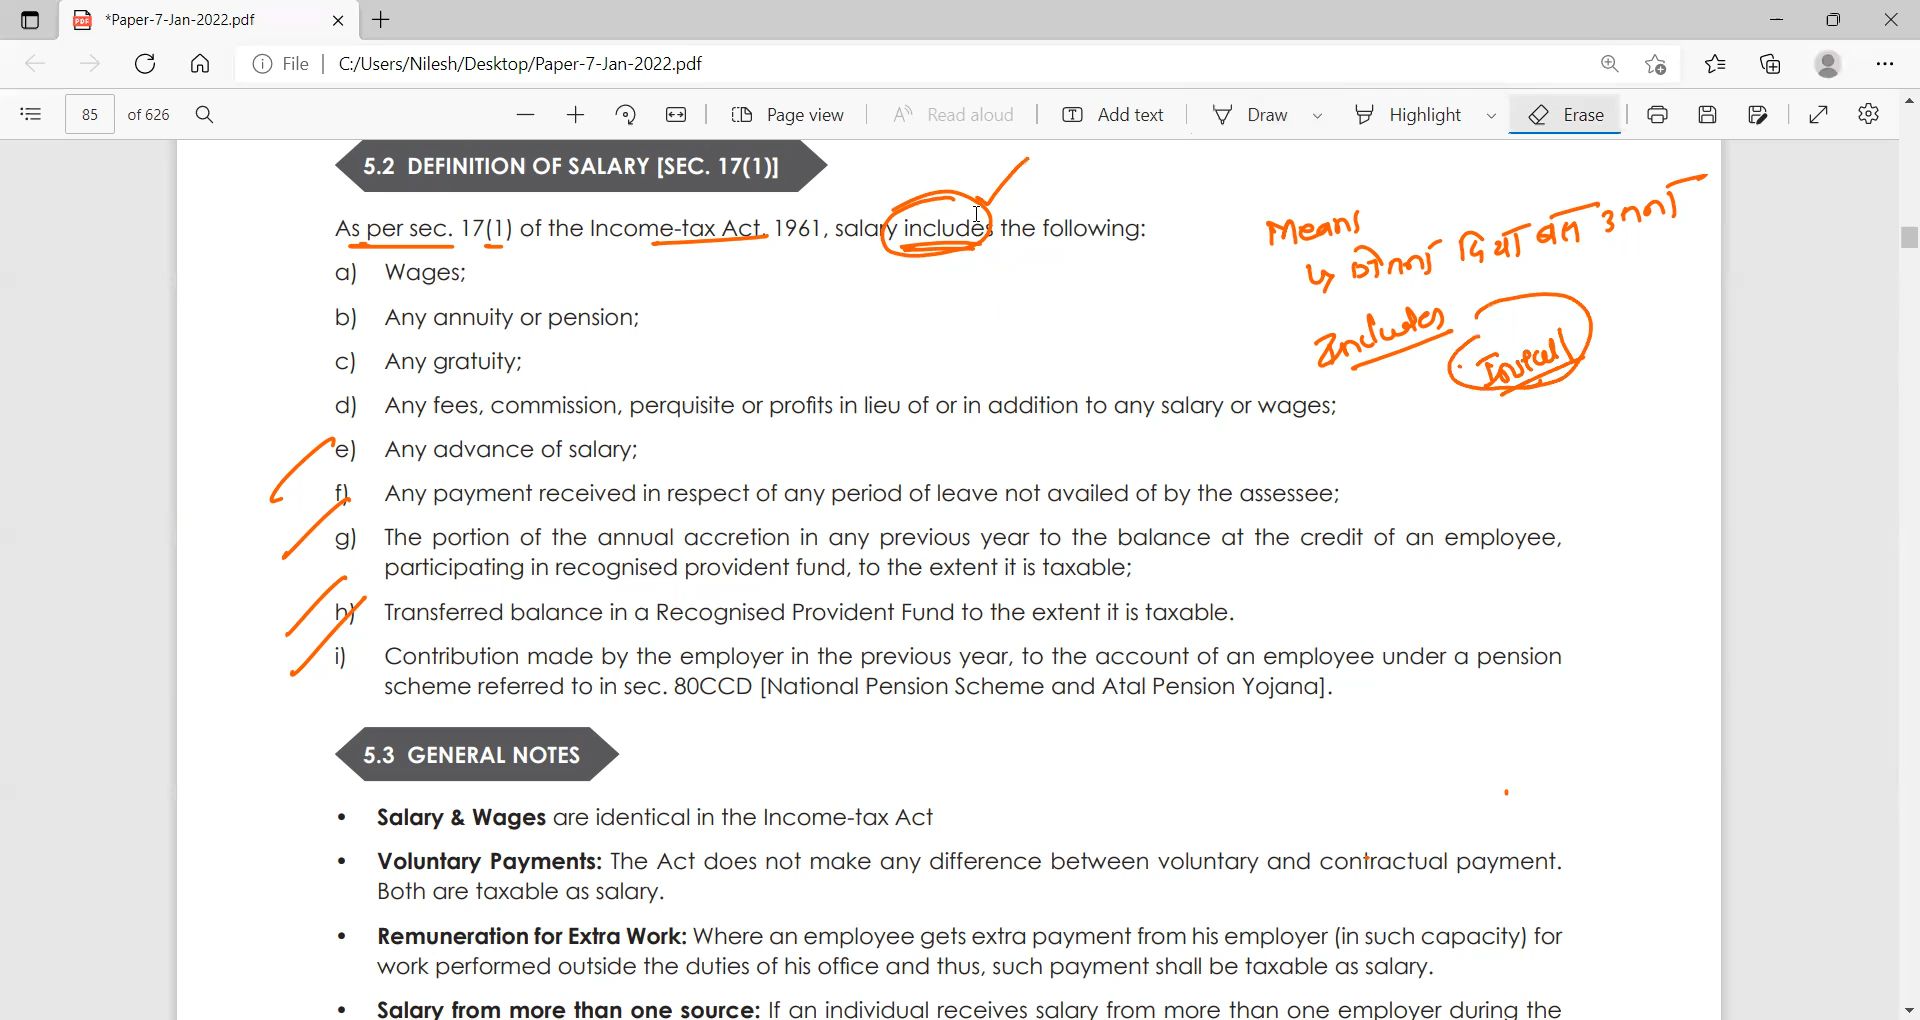 *Paper-7-Jan-2022.pdf
File | C:/Users/Nilesh/Desktop/Paper-7-Jan-2022.pdf
85 of 626 Page view Read aloud Add text Draw Highlight Erase
5.2 DEFINITION OF SALARY [SEC. 17(1)]
As per sec. 17(1) of the Income-tax Act, 1961, salary includes the following:
Means
जितना दिया बस उतना
Includes
a) Wages;
b) Any annuity or pension;
c) Any gratuity;
d) Any fees, commission, perquisite or profits in lieu of or in addition to any salary or wages;
e) Any advance of salary;
f) Any payment received in respect of any period of leave not availed of by the assessee;
g) The portion of the annual accretion in any previous year to the balance at the credit of an employee,
participating in recognised provident fund, to the extent it is taxable;
h) Transferred balance in a Recognised Provident Fund to the extent it is taxable.
i) Contribution made by the employer in the previous year, to the account of an employee under a pension
scheme referred to in sec. 80CCD [National Pension Scheme and Atal Pension Yojana].
5.3 GENERAL NOTES
• Salary & Wages are identical in the Income-tax Act
• Voluntary Payments: The Act does not make any difference between voluntary and contractual payment.
Both are taxable as salary.
• Remuneration for Extra Work: Where an employee gets extra payment from his employer (in such capacity) for
work performed outside the duties of his office and thus, such payment shall be taxable as salary.
• Salary from more than one source: If an individual receives salary from more than one employer during the